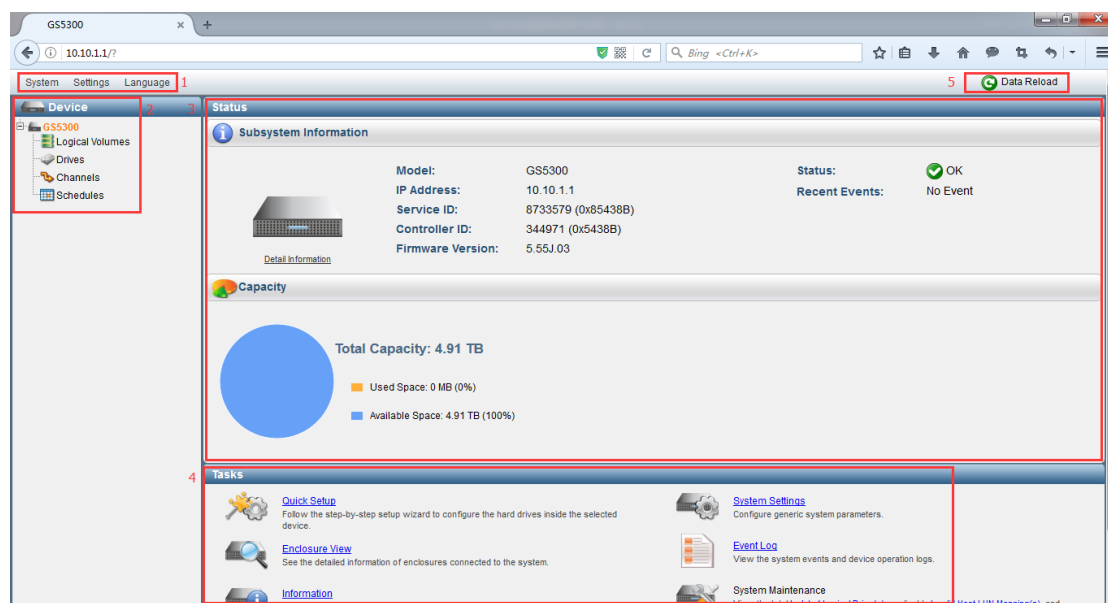 GS5300
10.10.1.1/?
Bing <Ctrl+K>
System Settings Language 1
5 Data Reload
Device 2
3 Status
GS5300
Logical Volumes
Drives
Channels
Schedules
Subsystem Information
Model: GS5300
IP Address: 10.10.1.1
Service ID: 8733579 (0x85438B)
Controller ID: 344971 (0x5438B)
Firmware Version: 5.55J.03
Status: OK
Recent Events: No Event
Detail Information
Capacity
Total Capacity: 4.91 TB
Used Space: 0 MB (0%)
Available Space: 4.91 TB (100%)
4 Tasks
Quick Setup
Follow the step-by-step setup wizard to configure the hard drives inside the selected
device.
Enclosure View
See the detailed information of enclosures connected to the system.
Information
System Settings
Configure generic system parameters.
Event Log
View the system events and device operation logs.
System Maintenance